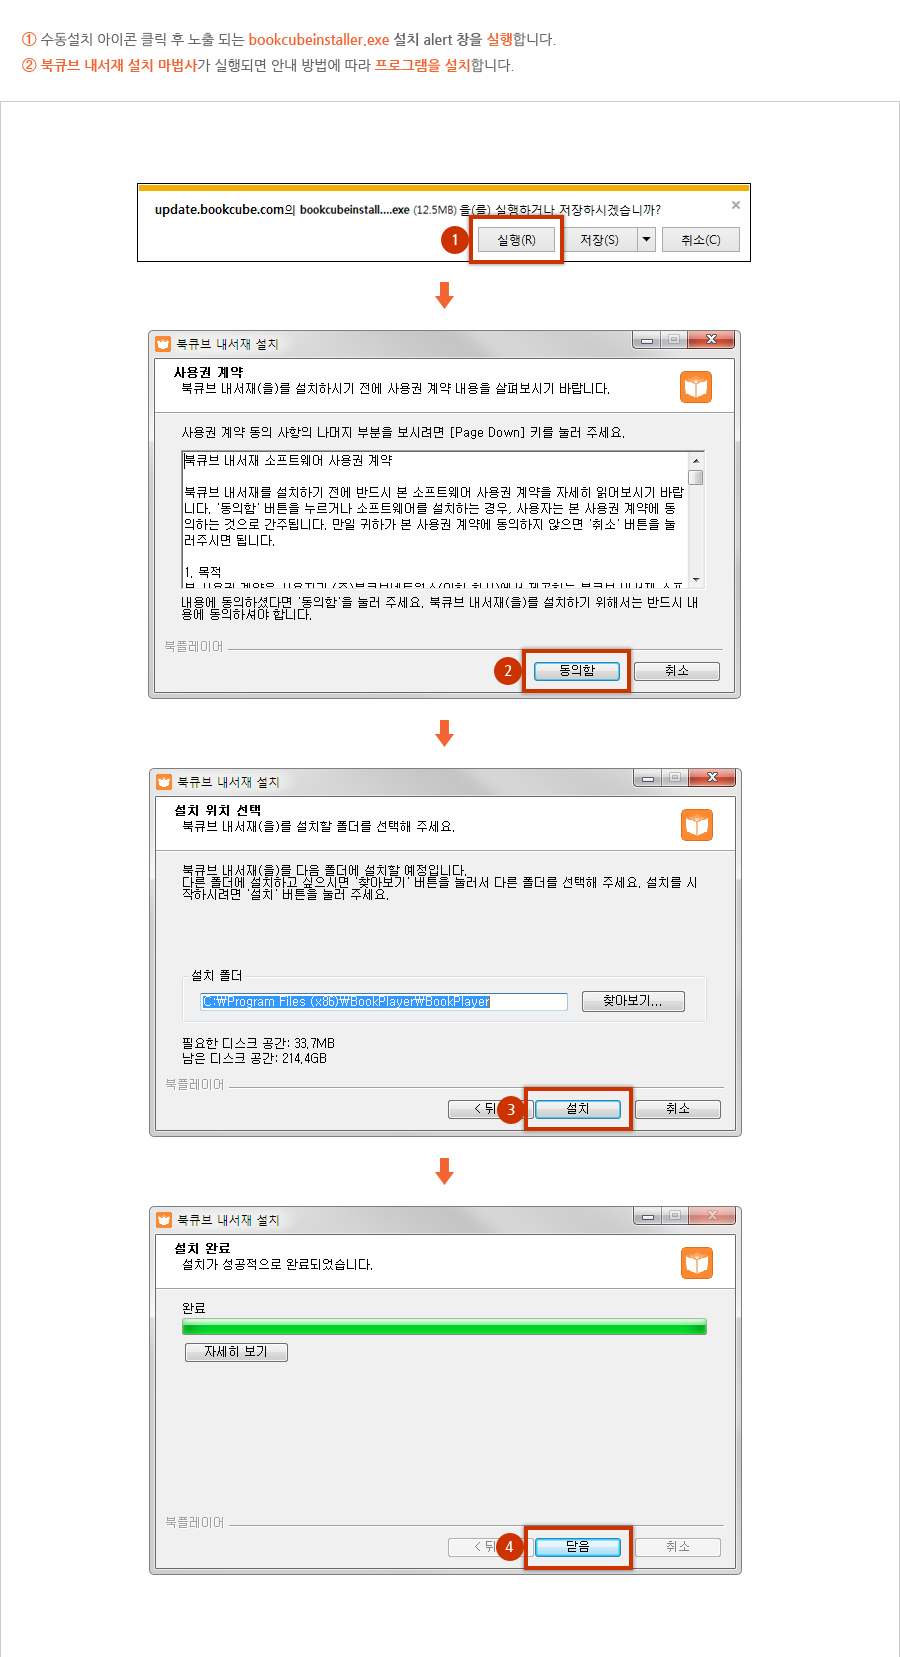 ① 수동설치 아이콘 클릭 후 노출 되는 bookcubeinstaller.exe 설치 alert 창을 실행합니다.
② 북큐브 내서재 설치 마법사가 실행되면 안내 방법에 따라 프로그램을 설치합니다.
update.bookcube.com의 bookcubeinstall....exe (12.5MB) 을(를) 실행하거나 저장하시겠습니까?
1 실행(R) 저장(S) 취소(C)
북큐브 내서재 설치
사용권 계약
북큐브 내서재(을)를 설치하시기 전에 사용권 계약 내용을 살펴보시기 바랍니다.
사용권 계약 동의 사항의 나머지 부분을 보시려면 [Page Down] 키를 눌러 주세요.
북큐브 내서재 소프트웨어 사용권 계약
북큐브 내서재를 설치하기 전에 반드시 본 소프트웨어 사용권 계약을 자세히 읽어보시기 바랍
니다. '동의함' 버튼을 누르거나 소프트웨어를 설치하는 경우, 사용자는 본 사용권 계약에 동
의하는 것으로 간주됩니다. 만일 귀하가 본 사용권 계약에 동의하지 않으면 '취소' 버튼을 눌
러주시면 됩니다.
1. 목적
내용에 동의하셨다면 '동의함'을 눌러 주세요. 북큐브 내서재(을)를 설치하기 위해서는 반드시 내
용에 동의하셔야 합니다.
북플레이어
2 동의함 취소
북큐브 내서재 설치
설치 위치 선택
북큐브 내서재(을)를 설치할 폴더를 선택해 주세요.
북큐브 내서재(을)를 다음 폴더에 설치할 예정입니다.
다른 폴더에 설치하고 싶으시면 '찾아보기' 버튼을 눌러서 다른 폴더를 선택해 주세요. 설치를 시
작하시려면 '설치' 버튼을 눌러 주세요.
설치 폴더
C:₩Program Files (x86)₩BookPlayer₩BookPlayer 찾아보기...
필요한 디스크 공간: 33.7MB
남은 디스크 공간: 214.4GB
북플레이어
< 뒤 3 설치 취소
북큐브 내서재 설치
설치 완료
설치가 성공적으로 완료되었습니다.
완료
자세히 보기
북플레이어
< 뒤 4 닫음 취소